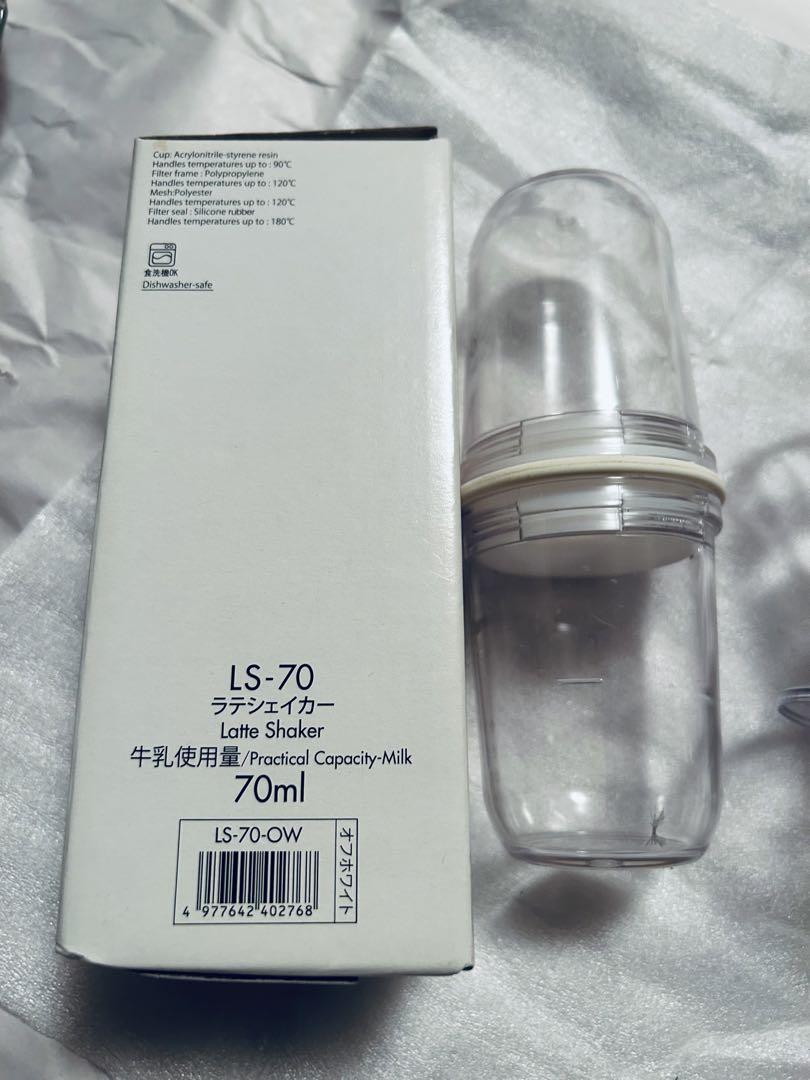 Cup: Acrylonitrile-styrene resin
Handles temperatures up to : 90℃
Filter frame : Polypropylene
Handles temperatures up to : 120℃
Mesh:Polyester
Handles temperatures up to : 120℃
Filter seal : Silicone rubber
Handles temperatures up to : 180℃
食洗機OK
Dishwasher-safe
LS-70
ラテシェイカー
Latte Shaker
牛乳使用量/Practical Capacity-Milk
70ml
LS-70-OW
オフホワイト
4 977642 402768